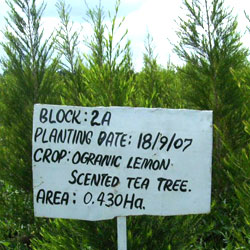 BLOCK: 2A
PLANTING DATE: 18/9/07
CROP: OGRANIC LEMON
SCENTED TEA TREE.
AREA: 0.430Ha.